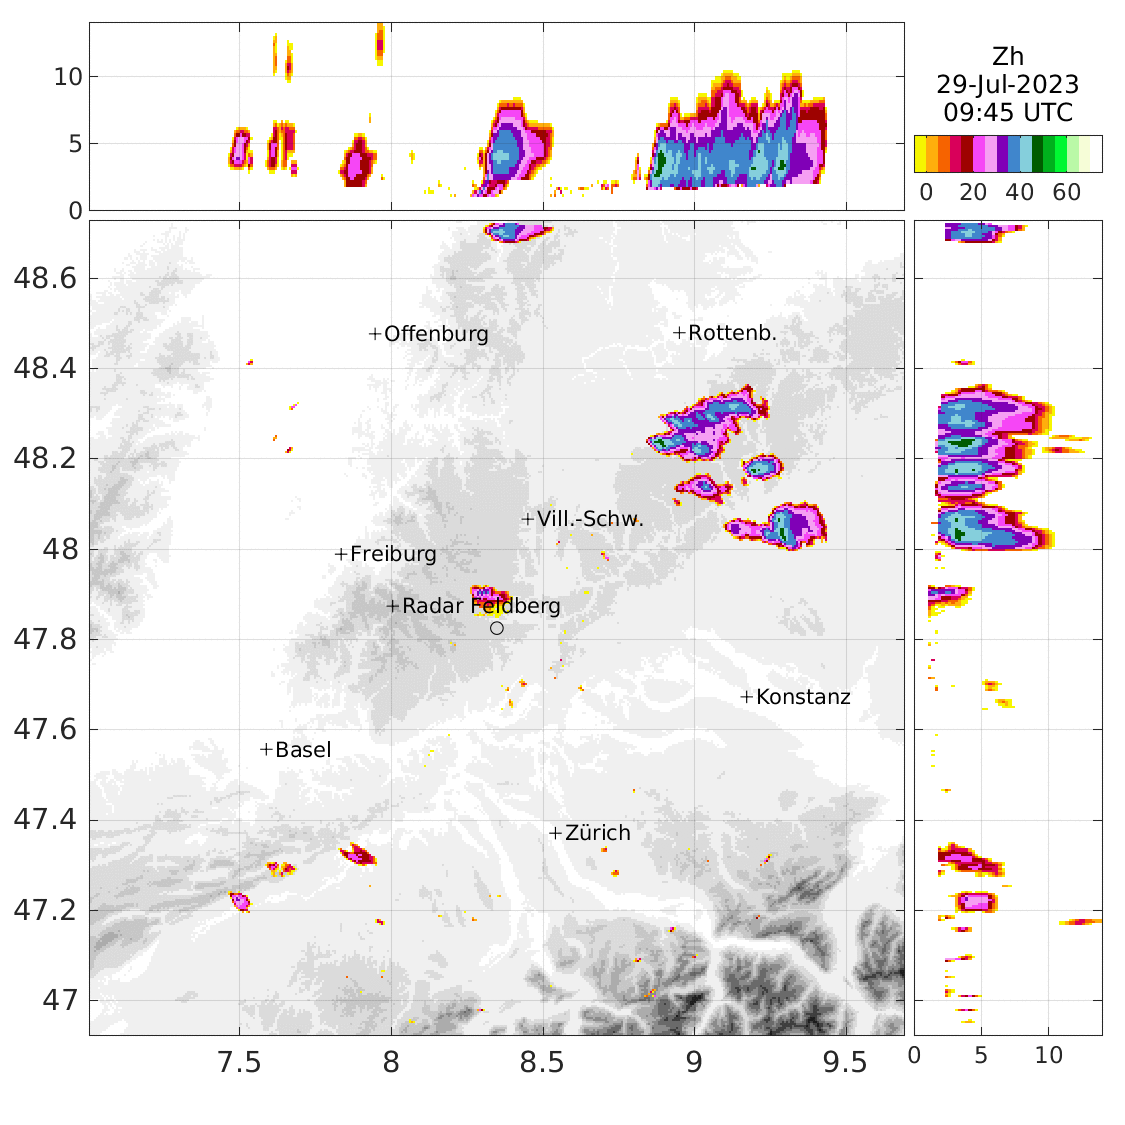 10
5
0
Zh
29-Jul-2023
09:45 UTC
0 20 40 60
48.6
48.4
48.2
48
47.8
47.6
47.4
47.2
47
+Offenburg
+Rottenb.
+Vill.-Schw.
+Freiburg
+Radar Feldberg
+Konstanz
+Basel
+Zürich
7.5 8 8.5 9 9.5
0 5 10